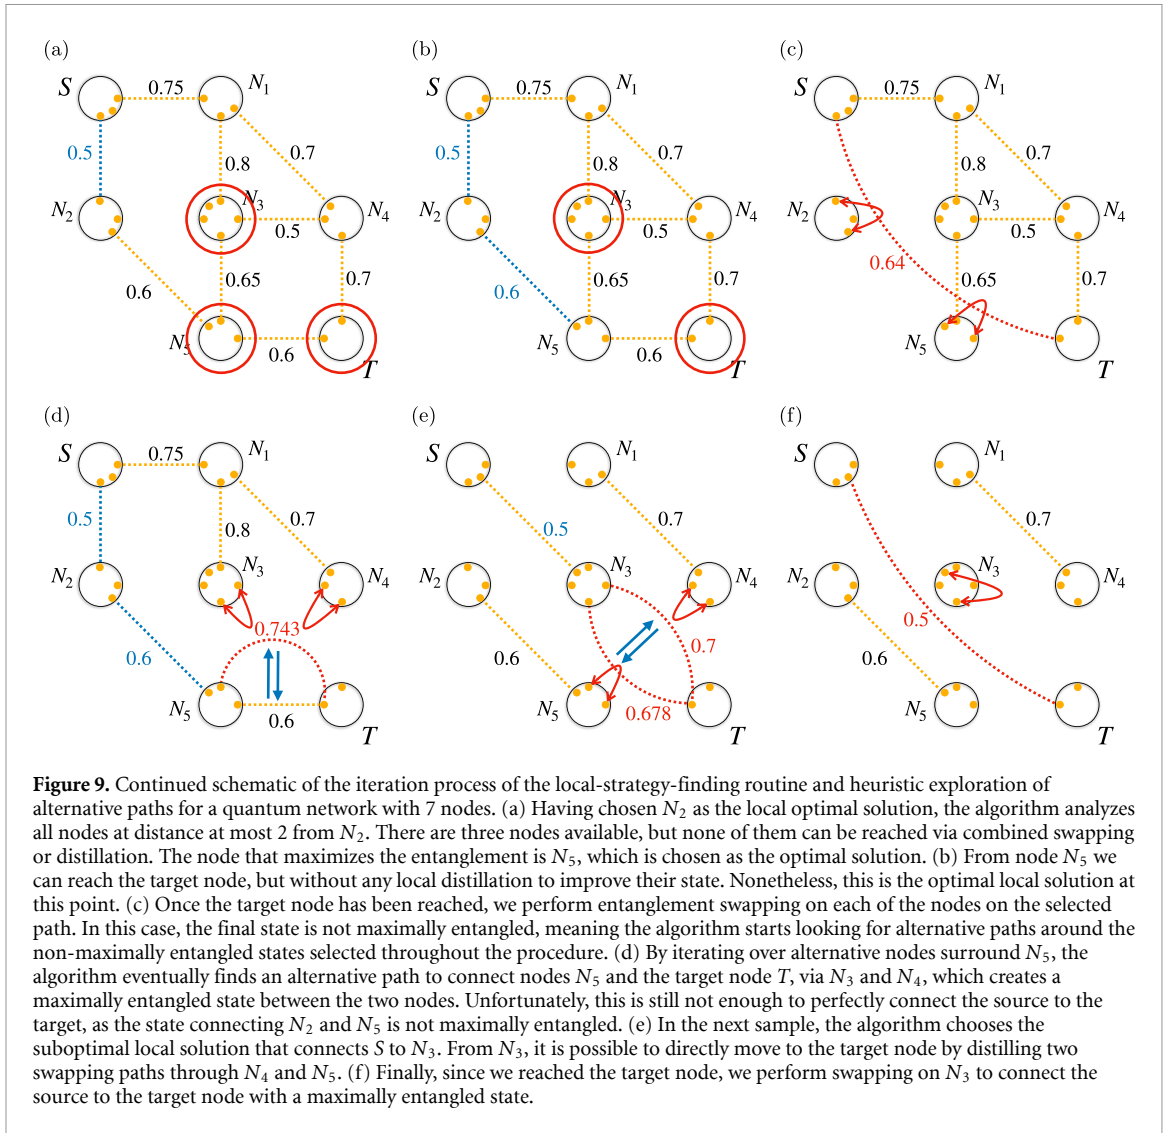 (a)
S
0.75
N1
0.5
0.8
0.7
N2
N3
0.5
N4
0.6
0.65
0.7
N5
0.6
T
(b)
S
0.75
N1
0.5
0.8
0.7
N2
N3
0.5
N4
0.6
0.65
0.7
N5
0.6
T
(c)
S
0.75
N1
0.8
0.7
N2
N3
0.5
N4
0.64
0.65
0.7
N5
T
(d)
S
0.75
N1
0.5
0.8
0.7
N2
N3
N4
0.743
0.6
N5
0.6
T
(e)
S
N1
0.5
0.7
N2
N3
N4
0.6
0.7
N5
0.678
T
(f)
S
N1
0.7
N2
N3
N4
0.5
0.6
N5
T
Figure 9. Continued schematic of the iteration process of the local-strategy-finding routine and heuristic exploration of
alternative paths for a quantum network with 7 nodes. (a) Having chosen N2 as the local optimal solution, the algorithm analyzes
all nodes at distance at most 2 from N2. There are three nodes available, but none of them can be reached via combined swapping
or distillation. The node that maximizes the entanglement is N5, which is chosen as the optimal solution. (b) From node N5 we
can reach the target node, but without any local distillation to improve their state. Nonetheless, this is the optimal local solution at
this point. (c) Once the target node has been reached, we perform entanglement swapping on each of the nodes on the selected
path. In this case, the final state is not maximally entangled, meaning the algorithm starts looking for alternative paths around the
non-maximally entangled states selected throughout the procedure. (d) By iterating over alternative nodes surround N5, the
algorithm eventually finds an alternative path to connect nodes N5 and the target node T, via N3 and N4, which creates a
maximally entangled state between the two nodes. Unfortunately, this is still not enough to perfectly connect the source to the
target, as the state connecting N2 and N5 is not maximally entangled. (e) In the next sample, the algorithm chooses the
suboptimal local solution that connects S to N3. From N3, it is possible to directly move to the target node by distilling two
swapping paths through N4 and N5. (f) Finally, since we reached the target node, we perform swapping on N3 to connect the
source to the target node with a maximally entangled state.